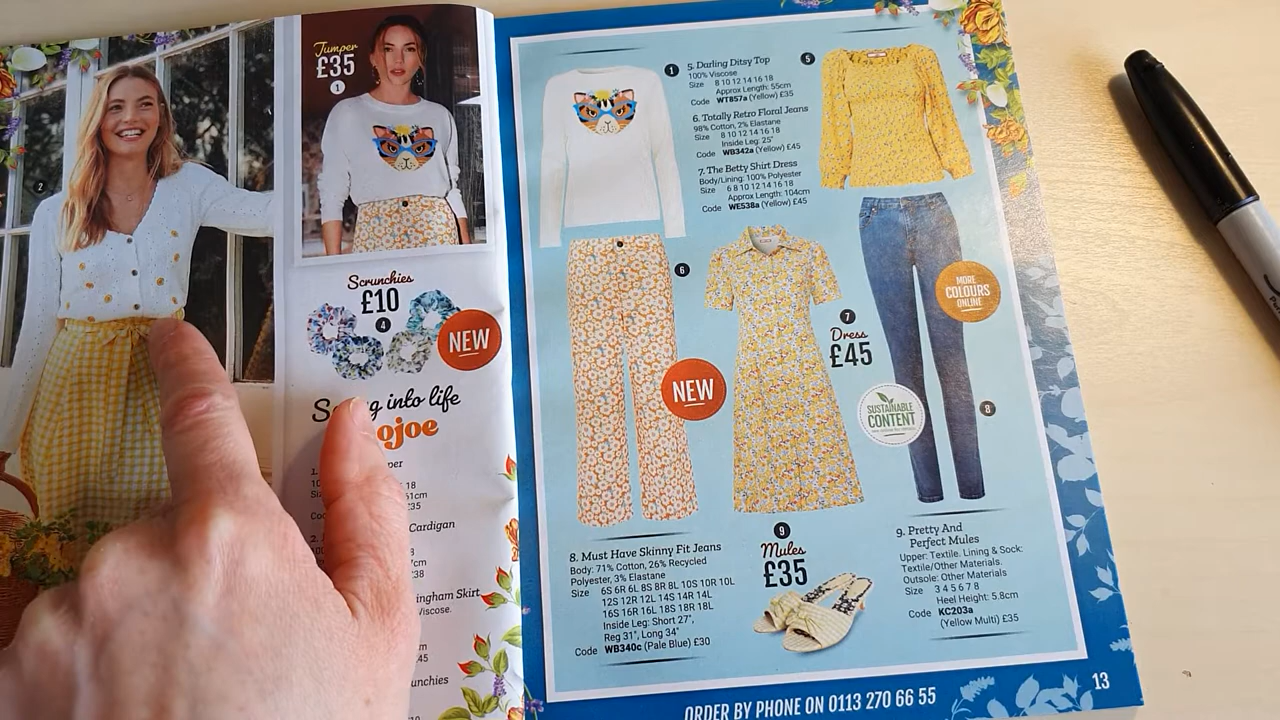 2
Jumper
£35
1
Scrunchies
£10
4
NEW
into life
ojoe
1.
18
61cm
£35
2.
Cardigan
£38
ingham Skirt
£10
1
5. Darling Ditsy Top
100% Viscose
Size 8 10 12 14 16 18
Approx Length: 55cm
Code WT857a (Yellow) £35
6. Totally Retro Floral Jeans
98% Cotton, 2% Elastane
Size 8 10 12 14 16 18
Inside Leg: 25"
Code WB342a (Yellow) £45
7. The Betty Shirt Dress
Body/Lining: 100% Polyester
Size 6 8 10 12 14 16 18
Approx Length: 104cm
Code WE538a (Yellow) £45
5
6
NEW
7
Dress
£45
MORE
COLOURS
ONLINE
SUSTAINABLE
CONTENT
8
8. Must Have Skinny Fit Jeans
Body: 71% Cotton, 26% Recycled
Polyester, 3% Elastane
Size 6S 6R 6L 8S 8R 8L 10S 10R 10L
12S 12R 12L 14S 14R 14L
16S 16R 16L 18S 18R 18L
Inside Leg: Short 27",
Reg 31", Long 34"
Code WB340c (Pale Blue) £30
9
Mules
£35
9. Pretty And
Perfect Mules
Upper: Textile. Lining & Sock:
Textile/Other Materials.
Outsole: Other Materials
Size 3 4 5 6 7 8
Heel Height: 5.8cm
Code KC203a
(Yellow Multi) £35
ORDER BY PHONE ON 0113 270 66 55
13